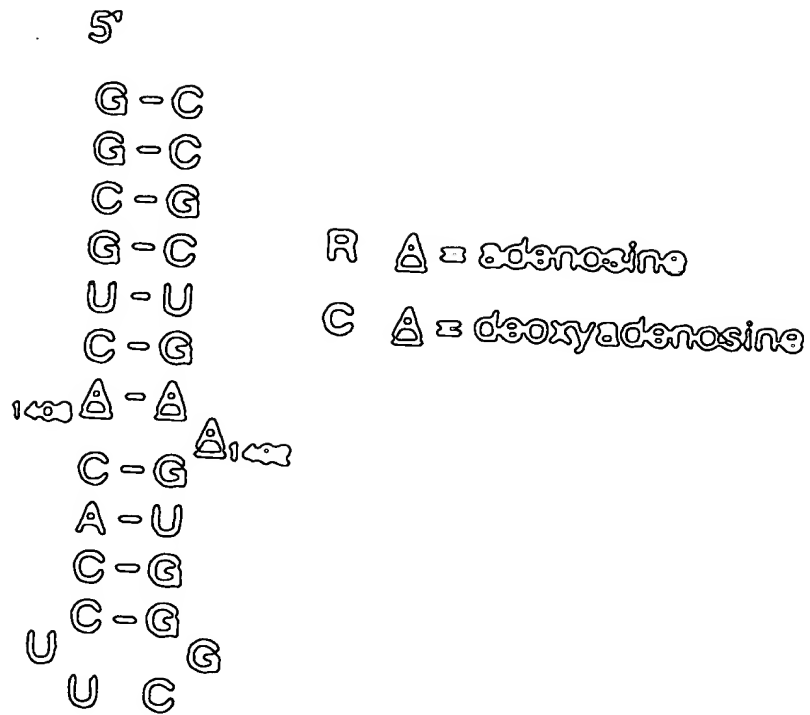 5'
G - C
G - C
C - G
G - C
U - U
C - G
A - A
A
C - G
A - U
C - G
C - G
U G
U C
R A = adenosine
C A = deoxyadenosine